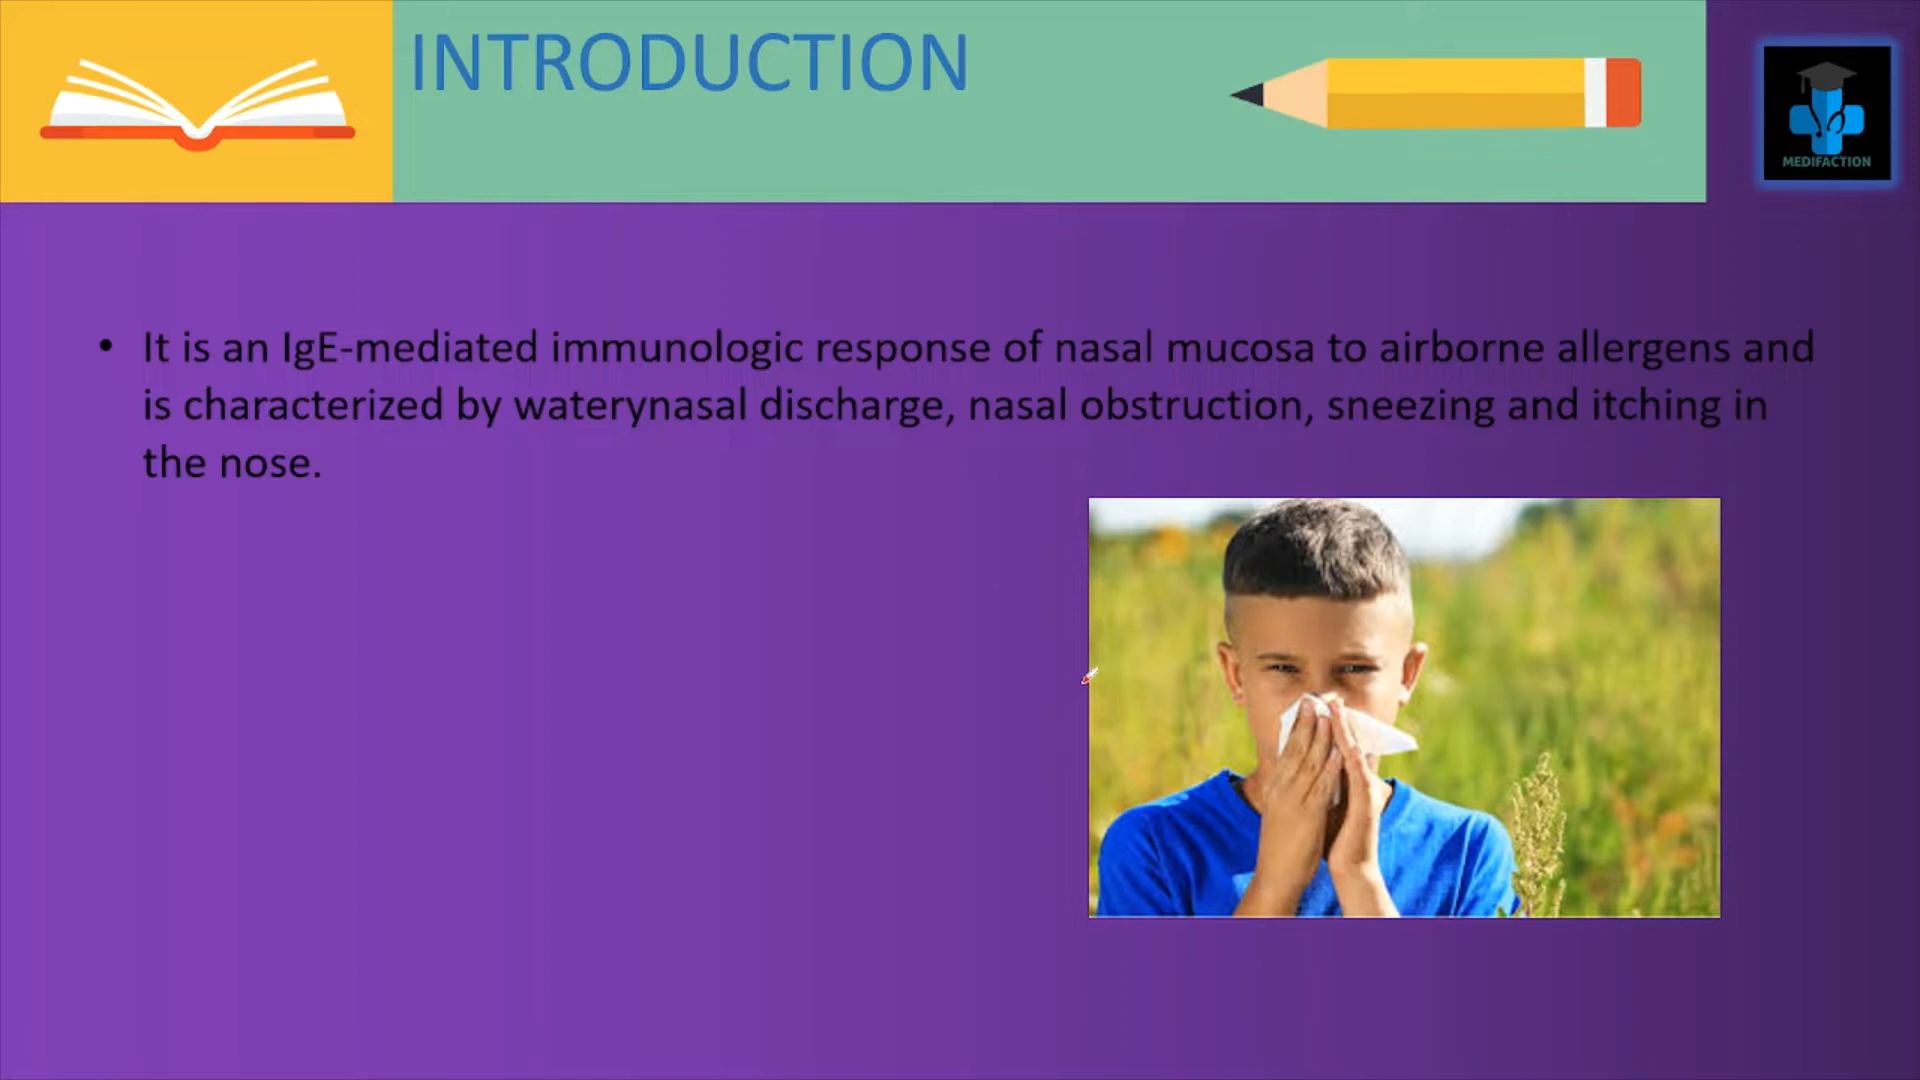 INTRODUCTION
MEDIFACTION
• It is an IgE-mediated immunologic response of nasal mucosa to airborne allergens and
is characterized by waterynasal discharge, nasal obstruction, sneezing and itching in
the nose.